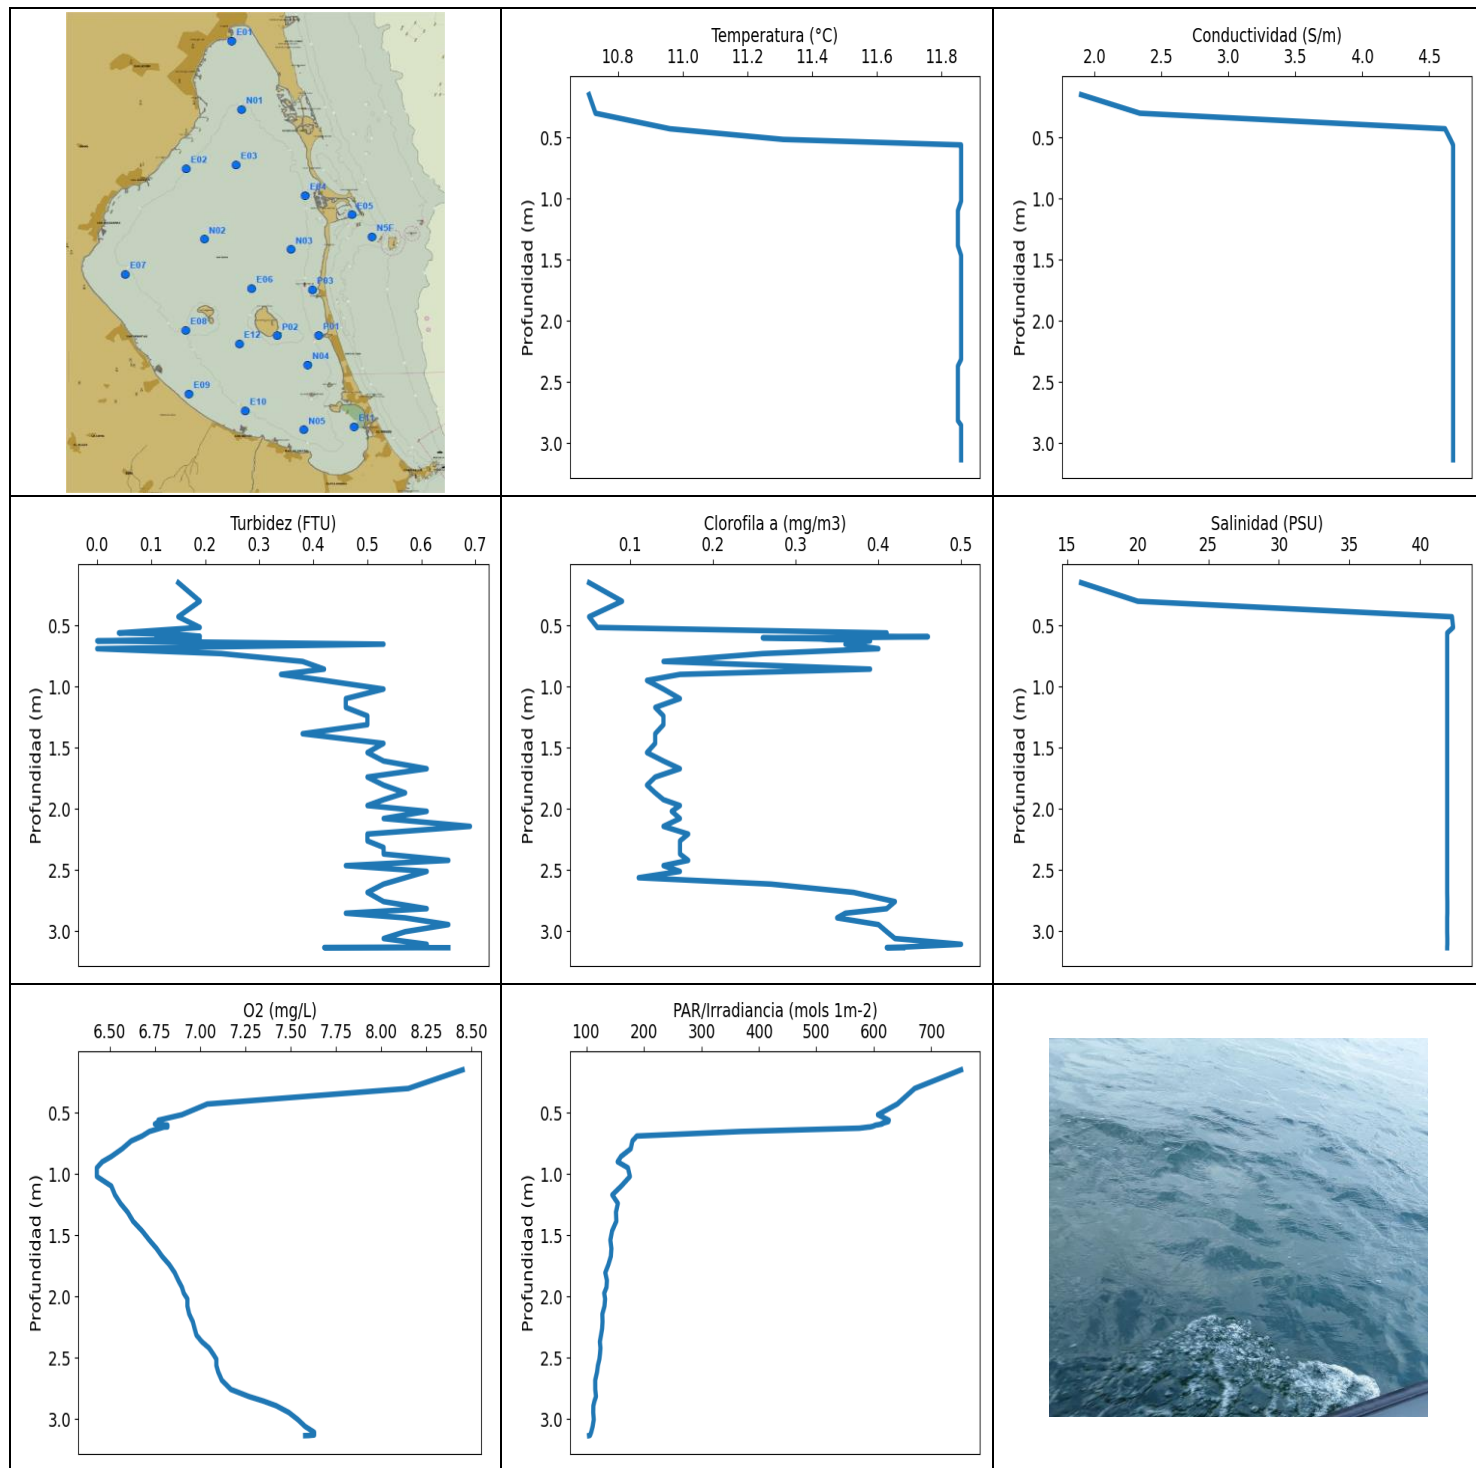 E01
N01
E02
E03
E04
E05
N5F
N02
N03
E07
E06
P03
E08
E12
P02
P01
N04
E09
E10
N05
E11
Temperatura (°C)
10.8 11.0 11.2 11.4 11.6 11.8
Profundidad (m)
0.5
1.0
1.5
2.0
2.5
3.0
Conductividad (S/m)
2.0 2.5 3.0 3.5 4.0 4.5
Profundidad (m)
0.5
1.0
1.5
2.0
2.5
3.0
Turbidez (FTU)
0.0 0.1 0.2 0.3 0.4 0.5 0.6 0.7
Profundidad (m)
0.5
1.0
1.5
2.0
2.5
3.0
Clorofila a (mg/m3)
0.1 0.2 0.3 0.4 0.5
Profundidad (m)
0.5
1.0
1.5
2.0
2.5
3.0
Salinidad (PSU)
15 20 25 30 35 40
Profundidad (m)
0.5
1.0
1.5
2.0
2.5
3.0
O2 (mg/L)
6.50 6.75 7.00 7.25 7.50 7.75 8.00 8.25 8.50
Profundidad (m)
0.5
1.0
1.5
2.0
2.5
3.0
PAR/Irradiancia (mols 1m-2)
100 200 300 400 500 600 700
Profundidad (m)
0.5
1.0
1.5
2.0
2.5
3.0